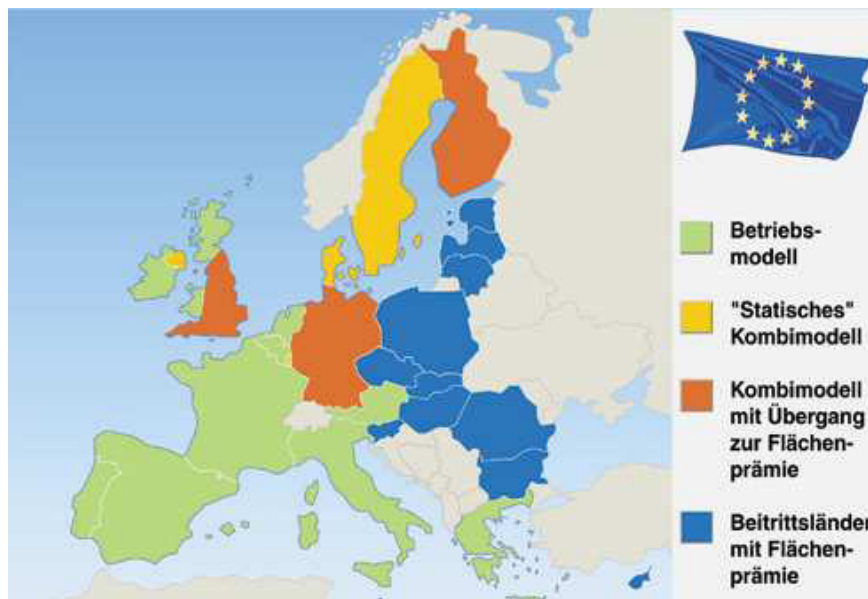 Betriebs-
modell
"Statisches"
Kombimodell
Kombimodell
mit Übergang
zur Flächen-
prämie
Beitrittsländer
mit Flächen-
prämie